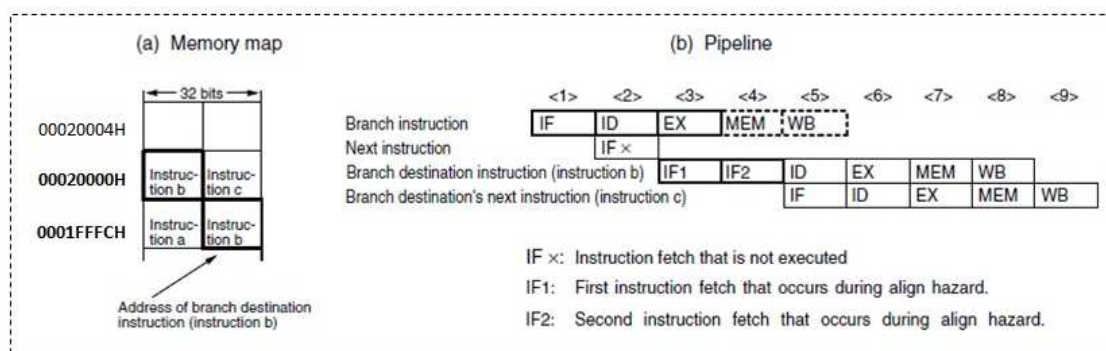 (a) Memory map
(b) Pipeline
32 bits
<1> <2> <3> <4> <5> <6> <7> <8> <9>
00020004H
Branch instruction IF ID EX MEM WB
Next instruction IF ×
00020000H
Instruc-
tion b
Instruc-
tion c
Branch destination instruction (instruction b) IF1 IF2 ID EX MEM WB
Branch destination's next instruction (instruction c) IF ID EX MEM WB
0001FFFCH
Instruc-
tion a
Instruc-
tion b
Address of branch destination
instruction (instruction b)
IF ×: Instruction fetch that is not executed
IF1: First instruction fetch that occurs during align hazard.
IF2: Second instruction fetch that occurs during align hazard.